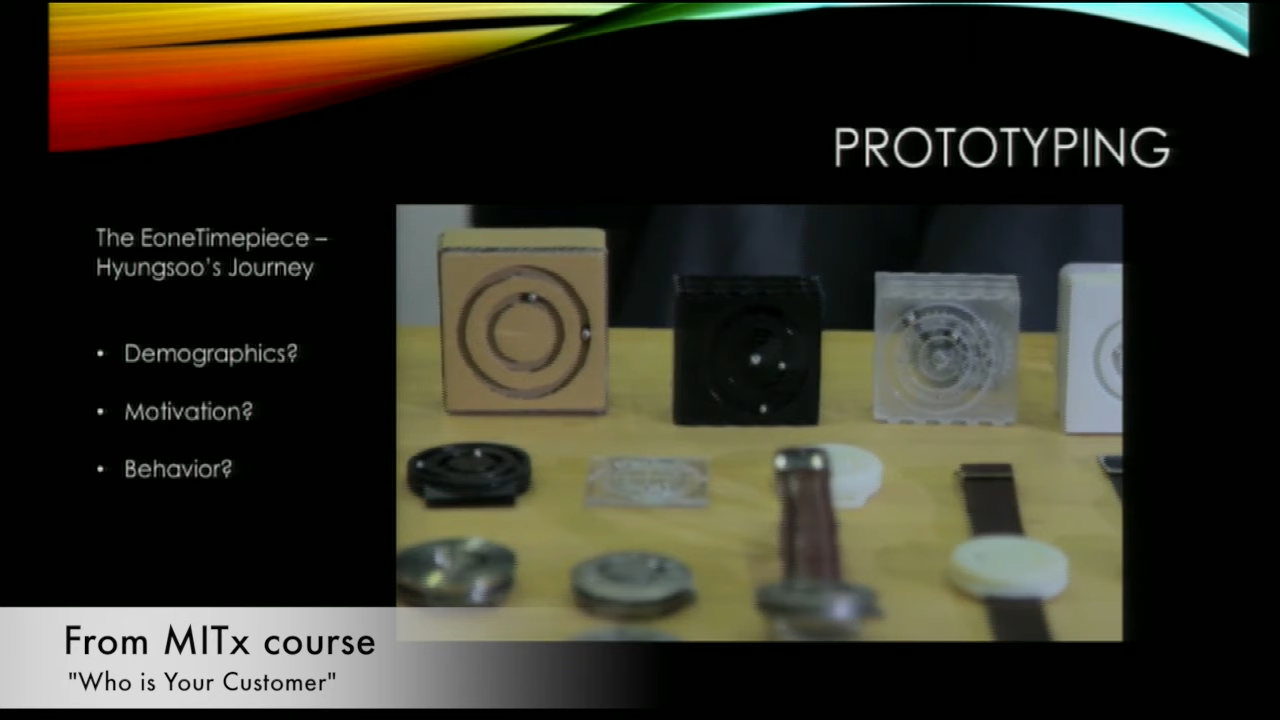 PROTOTYPING
The EoneTimepiece –
Hyungsoo's Journey
• Demographics?
• Motivation?
• Behavior?
From MITx course
"Who is Your Customer"